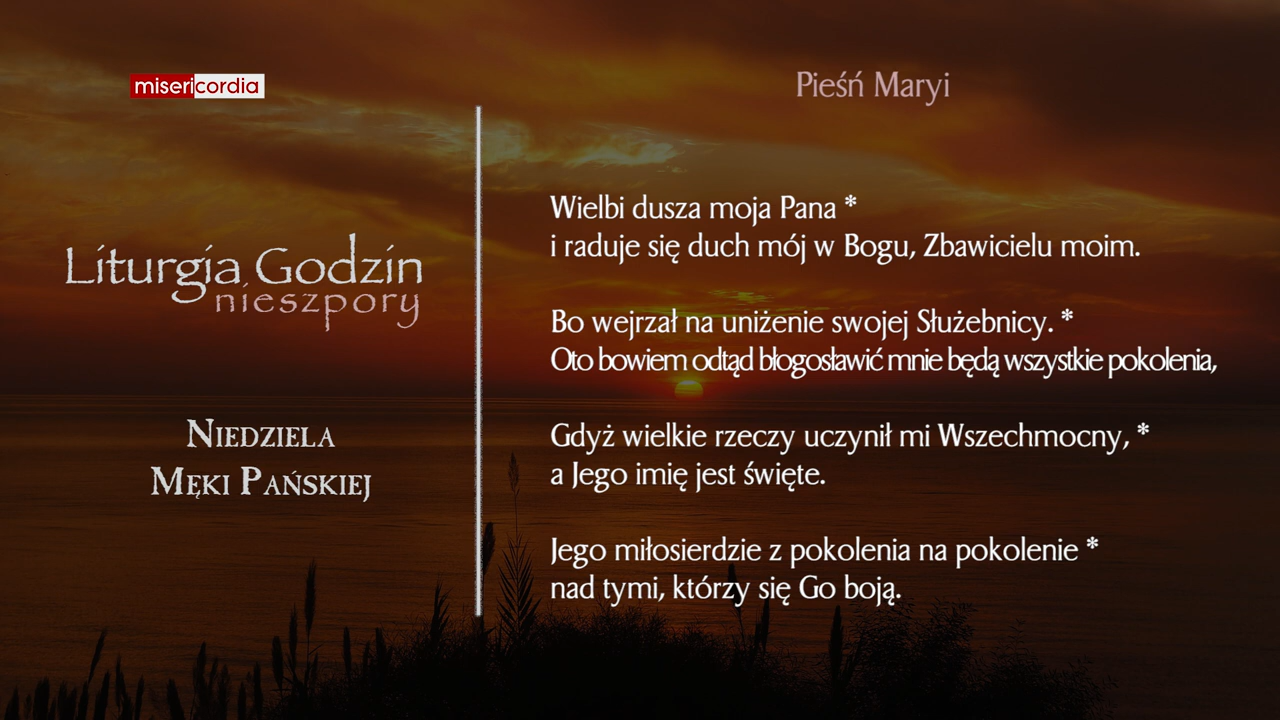 misericordia
Liturgia Godzin
nieszpory
Niedziela
Męki Pańskiej
Pieśń Maryi
Wielbi dusza moja Pana *
i raduje się duch mój w Bogu, Zbawicielu moim.
Bo wejrzał na uniżenie swojej Służebnicy. *
Oto bowiem odtąd błogosławić mnie będą wszystkie pokolenia,
Gdyż wielkie rzeczy uczynił mi Wszechmocny, *
a Jego imię jest święte.
Jego miłosierdzie z pokolenia na pokolenie *
nad tymi, którzy się Go boją.